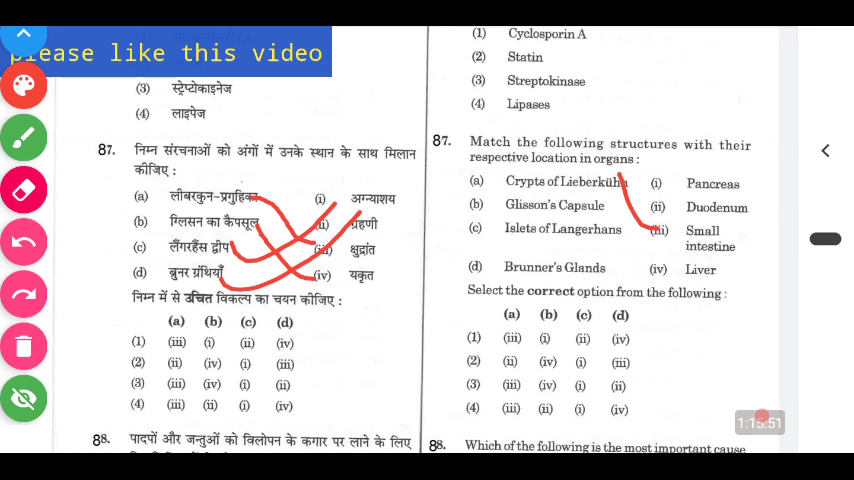 please like this video
(3) स्ट्रेप्टोकाइनेज
(4) लाइपेज
87. निम्न संरचनाओं को अंगों में उनके स्थान के साथ मिलान
कीजिए :
(a) लीबरकुन-प्रगुहिका (i) अग्न्याशय
(b) ग्लिसन का कैपसूल (ii) ग्रहणी
(c) लैंगरहैंस द्वीप (iii) क्षुद्रांत
(d) ब्रुनर ग्रंथियाँ (iv) यकृत
निम्न में से उचित विकल्प का चयन कीजिए :
(a) (b) (c) (d)
(1) (iii) (i) (ii) (iv)
(2) (ii) (iv) (i) (iii)
(3) (iii) (iv) (i) (ii)
(4) (iii) (ii) (i) (iv)
88. पादपों और जन्तुओं को विलोपन के कगार पर लाने के लिए
(1) Cyclosporin A
(2) Statin
(3) Streptokinase
(4) Lipases
87. Match the following structures with their
respective location in organs :
(a) Crypts of Lieberkühn (i) Pancreas
(b) Glisson's Capsule (ii) Duodenum
(c) Islets of Langerhans (iii) Small
intestine
(d) Brunner's Glands (iv) Liver
Select the correct option from the following :
(a) (b) (c) (d)
(1) (iii) (i) (ii) (iv)
(2) (ii) (iv) (i) (iii)
(3) (iii) (iv) (i) (ii)
(4) (iii) (ii) (i) (iv)
1:15:51
88. Which of the following is the most important cause